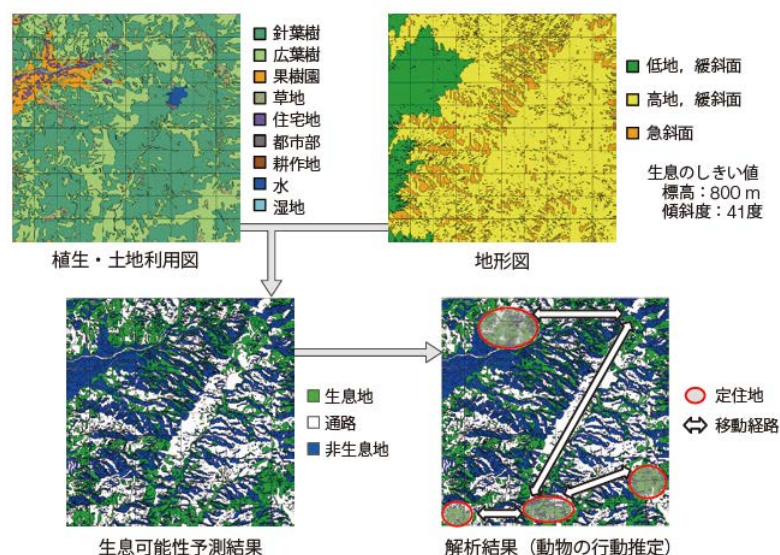 針葉樹
広葉樹
果樹園
草地
住宅地
都市部
耕作地
水
湿地
植生・土地利用図
低地，緩斜面
高地，緩斜面
急斜面
生息のしきい値
標高：800 m
傾斜度：41度
地形図
生息地
通路
非生息地
生息可能性予測結果
定住地
移動経路
解析結果（動物の行動推定）